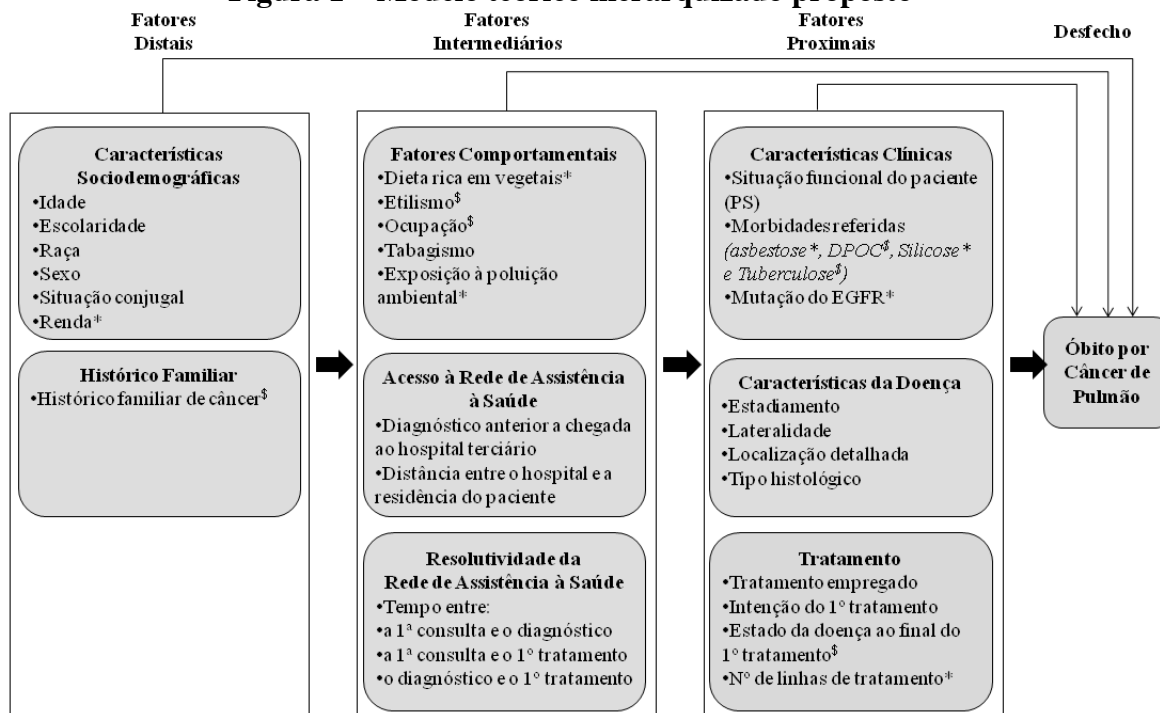 Figura 1 – Modelo teórico hierarquizado proposto
Fatores
Distais
Fatores
Intermediários
Fatores
Proximais
Desfecho
Características
Sociodemográficas
•Idade
•Escolaridade
•Raça
•Sexo
•Situação conjugal
•Renda*
Histórico Familiar
•Histórico familiar de câncer$
Fatores Comportamentais
•Dieta rica em vegetais*
•Etilismo$
•Ocupação$
•Tabagismo
•Exposição à poluição
ambiental*
Acesso à Rede de Assistência
à Saúde
•Diagnóstico anterior a chegada
ao hospital terciário
•Distância entre o hospital e a
residência do paciente
Resolutividade da
Rede de Assistência à Saúde
•Tempo entre:
•a 1ª consulta e o diagnóstico
•a 1ª consulta e o 1º tratamento
•o diagnóstico e o 1º tratamento
Características Clínicas
•Situação funcional do paciente
(PS)
•Morbidades referidas
(asbestose*, DPOC$, Silicose*
e Tuberculose$)
•Mutação do EGFR*
Características da Doença
•Estadiamento
•Lateralidade
•Localização detalhada
•Tipo histológico
Tratamento
•Tratamento empregado
•Intenção do 1º tratamento
•Estado da doença ao final do
1º tratamento$
•Nº de linhas de tratamento*
Óbito por
Câncer de
Pulmão